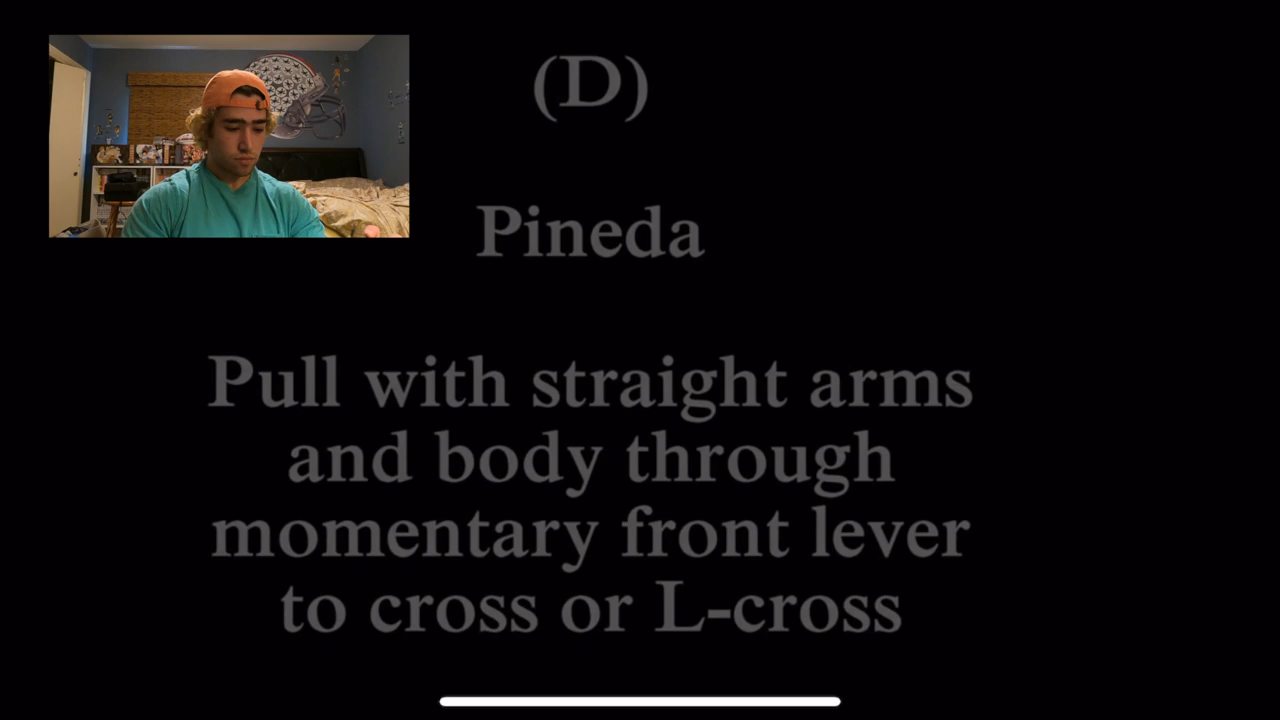 (D)
Pineda
Pull with straight arms
and body through
momentary front lever
to cross or L-cross